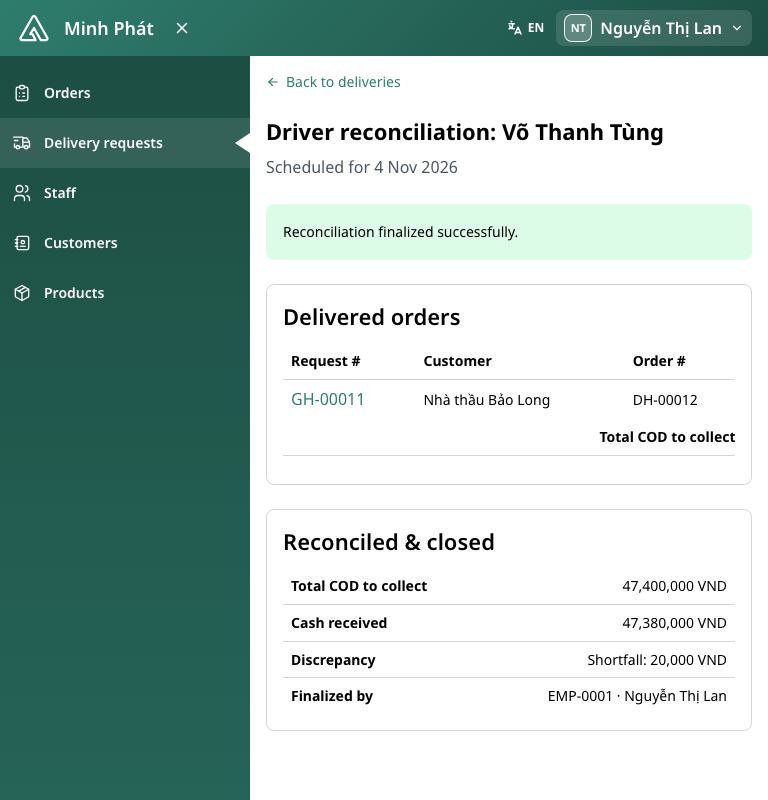 Minh Phát
EN
NT
Nguyễn Thị Lan
Orders
Delivery requests
Staff
Customers
Products
Back to deliveries
Driver reconciliation: Võ Thanh Tùng
Scheduled for 4 Nov 2026
Reconciliation finalized successfully.
Delivered orders
Request # Customer Order #
GH-00011 Nhà thầu Bảo Long DH-00012
Total COD to collect
Reconciled & closed
Total COD to collect 47,400,000 VND
Cash received 47,380,000 VND
Discrepancy Shortfall: 20,000 VND
Finalized by EMP-0001 · Nguyễn Thị Lan